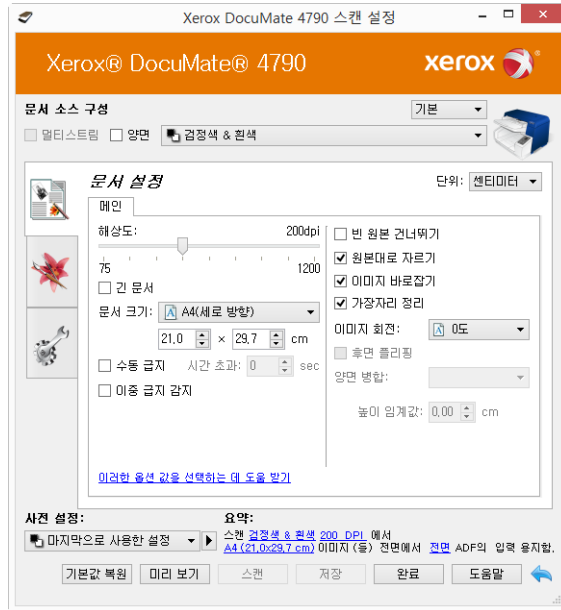 Xerox DocuMate 4790 스캔 설정
Xerox® DocuMate® 4790
xerox
문서 소스 구성
기본
멀티스트림 양면 검정색 & 흰색
문서 설정
단위: 센티미터
메인
해상도: 200dpi
75 1200
긴 문서
문서 크기: A4(세로 방향)
21,0 × 29,7 cm
수동 급지 시간 초과: 0 sec
이중 급지 감지
빈 원본 건너뛰기
원본대로 자르기
이미지 바로잡기
가장자리 정리
이미지 회전: 0도
후면 플리핑
양면 병합:
높이 임계값: 0,00 cm
이러한 옵션 값을 선택하는 데 도움 받기
사전 설정:
마지막으로 사용한 설정
요약:
스캔 검정색 & 흰색 200 DPI 에서
A4 (21,0x29,7 cm) 이미지 (을) 전면에서 전면 ADF의 입력 용지함.
기본값 복원 미리 보기 스캔 저장 완료 도움말